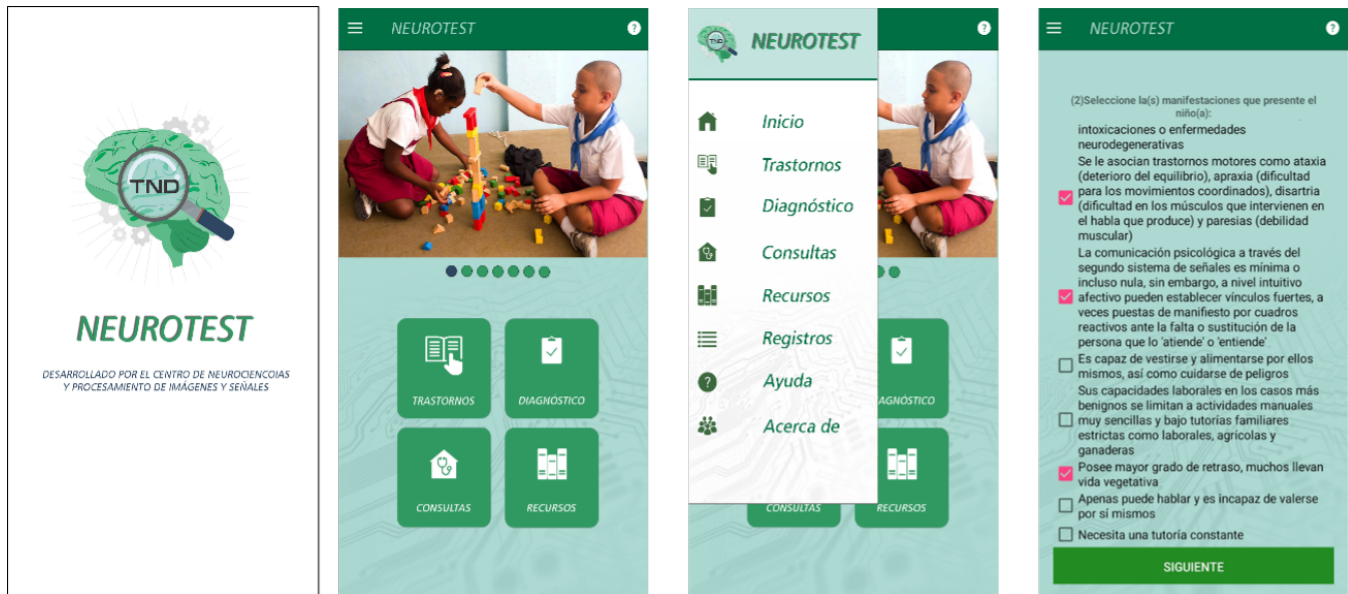 TND
NEUROTEST
DESARROLLADO POR EL CENTRO DE NEUROCIENCOIAS
Y PROCESAMIENTO DE IMÁGENES Y SEÑALES
NEUROTEST
?
TRASTORNOS
DIAGNÓSTICO
CONSULTAS
RECURSOS
TND
NEUROTEST
?
Inicio
Trastornos
Diagnóstico
Consultas
Recursos
Registros
? Ayuda
Acerca de
AGNÓSTICO
CONSULTAS
RECURSOS
NEUROTEST
?
(2)Seleccione la(s) manifestaciones que presente el
niño(a):
intoxicaciones o enfermedades
neurodegenerativas
Se le asocian trastornos motores como ataxia
(deterioro del equilibrio), apraxia (dificultad
para los movimientos coordinados), disartria
(dificultad en los músculos que intervienen en
el habla que produce) y paresias (debilidad
muscular)
La comunicación psicológica a través del
segundo sistema de señales es mínima o
incluso nula, sin embargo, a nivel intuitivo
afectivo pueden establecer vínculos fuertes, a
veces puestas de manifiesto por cuadros
reactivos ante la falta o sustitución de la
persona que lo 'atiende' o 'entiende'
Es capaz de vestirse y alimentarse por ellos
mismos, así como cuidarse de peligros
Sus capacidades laborales en los casos más
benignos se limitan a actividades manuales
muy sencillas y bajo tutorías familiares
estrictas como laborales, agrícolas y
ganaderas
Posee mayor grado de retraso, muchos llevan
vida vegetativa
Apenas puede hablar y es incapaz de valerse
por sí mismos
Necesita una tutoría constante
SIGUIENTE